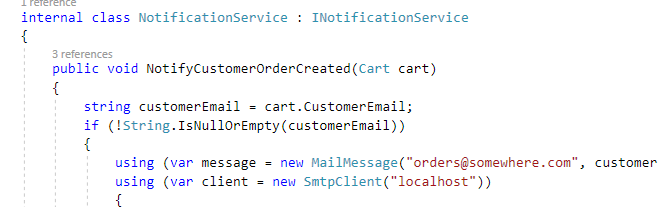 1 reference
internal class NotificationService : INotificationService
{
3 references
public void NotifyCustomerOrderCreated(Cart cart)
{
string customerEmail = cart.CustomerEmail;
if (!String.IsNullOrEmpty(customerEmail))
{
using (var message = new MailMessage("orders@somewhere.com", customer
using (var client = new SmtpClient("localhost"))
{